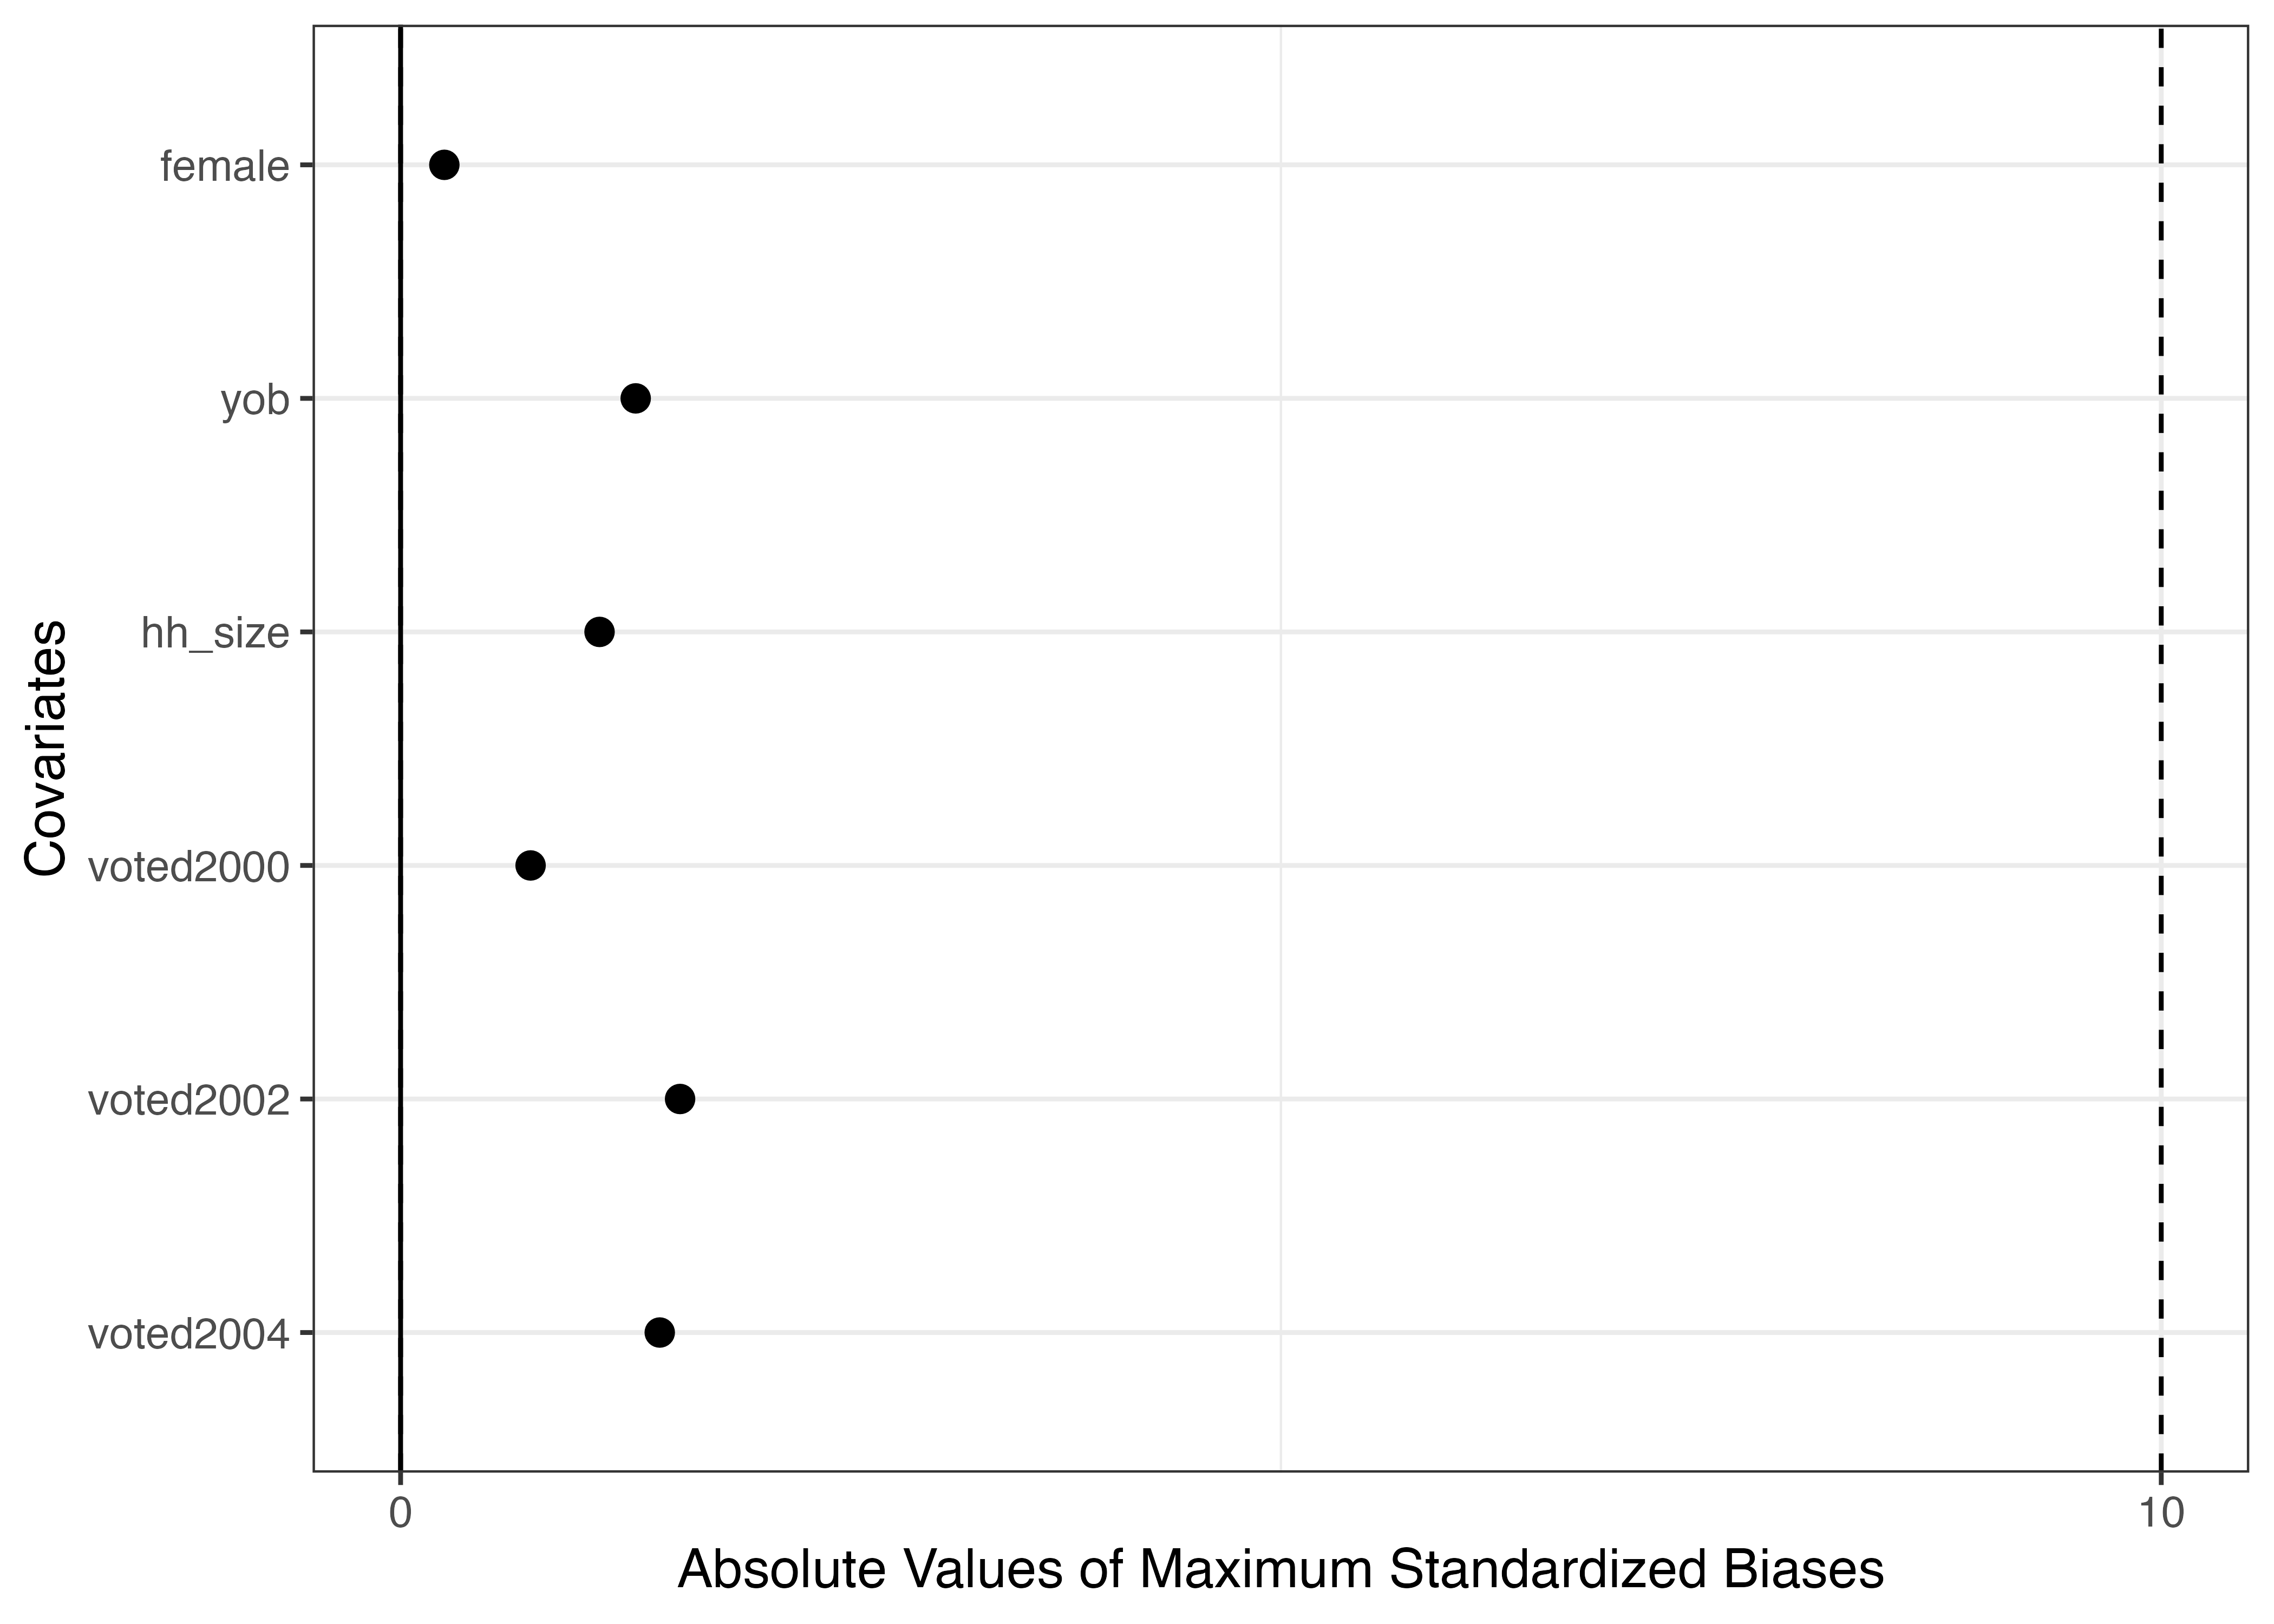 Covariates
female
yob
hh_size
voted2000
voted2002
voted2004
0
10
Absolute Values of Maximum Standardized Biases